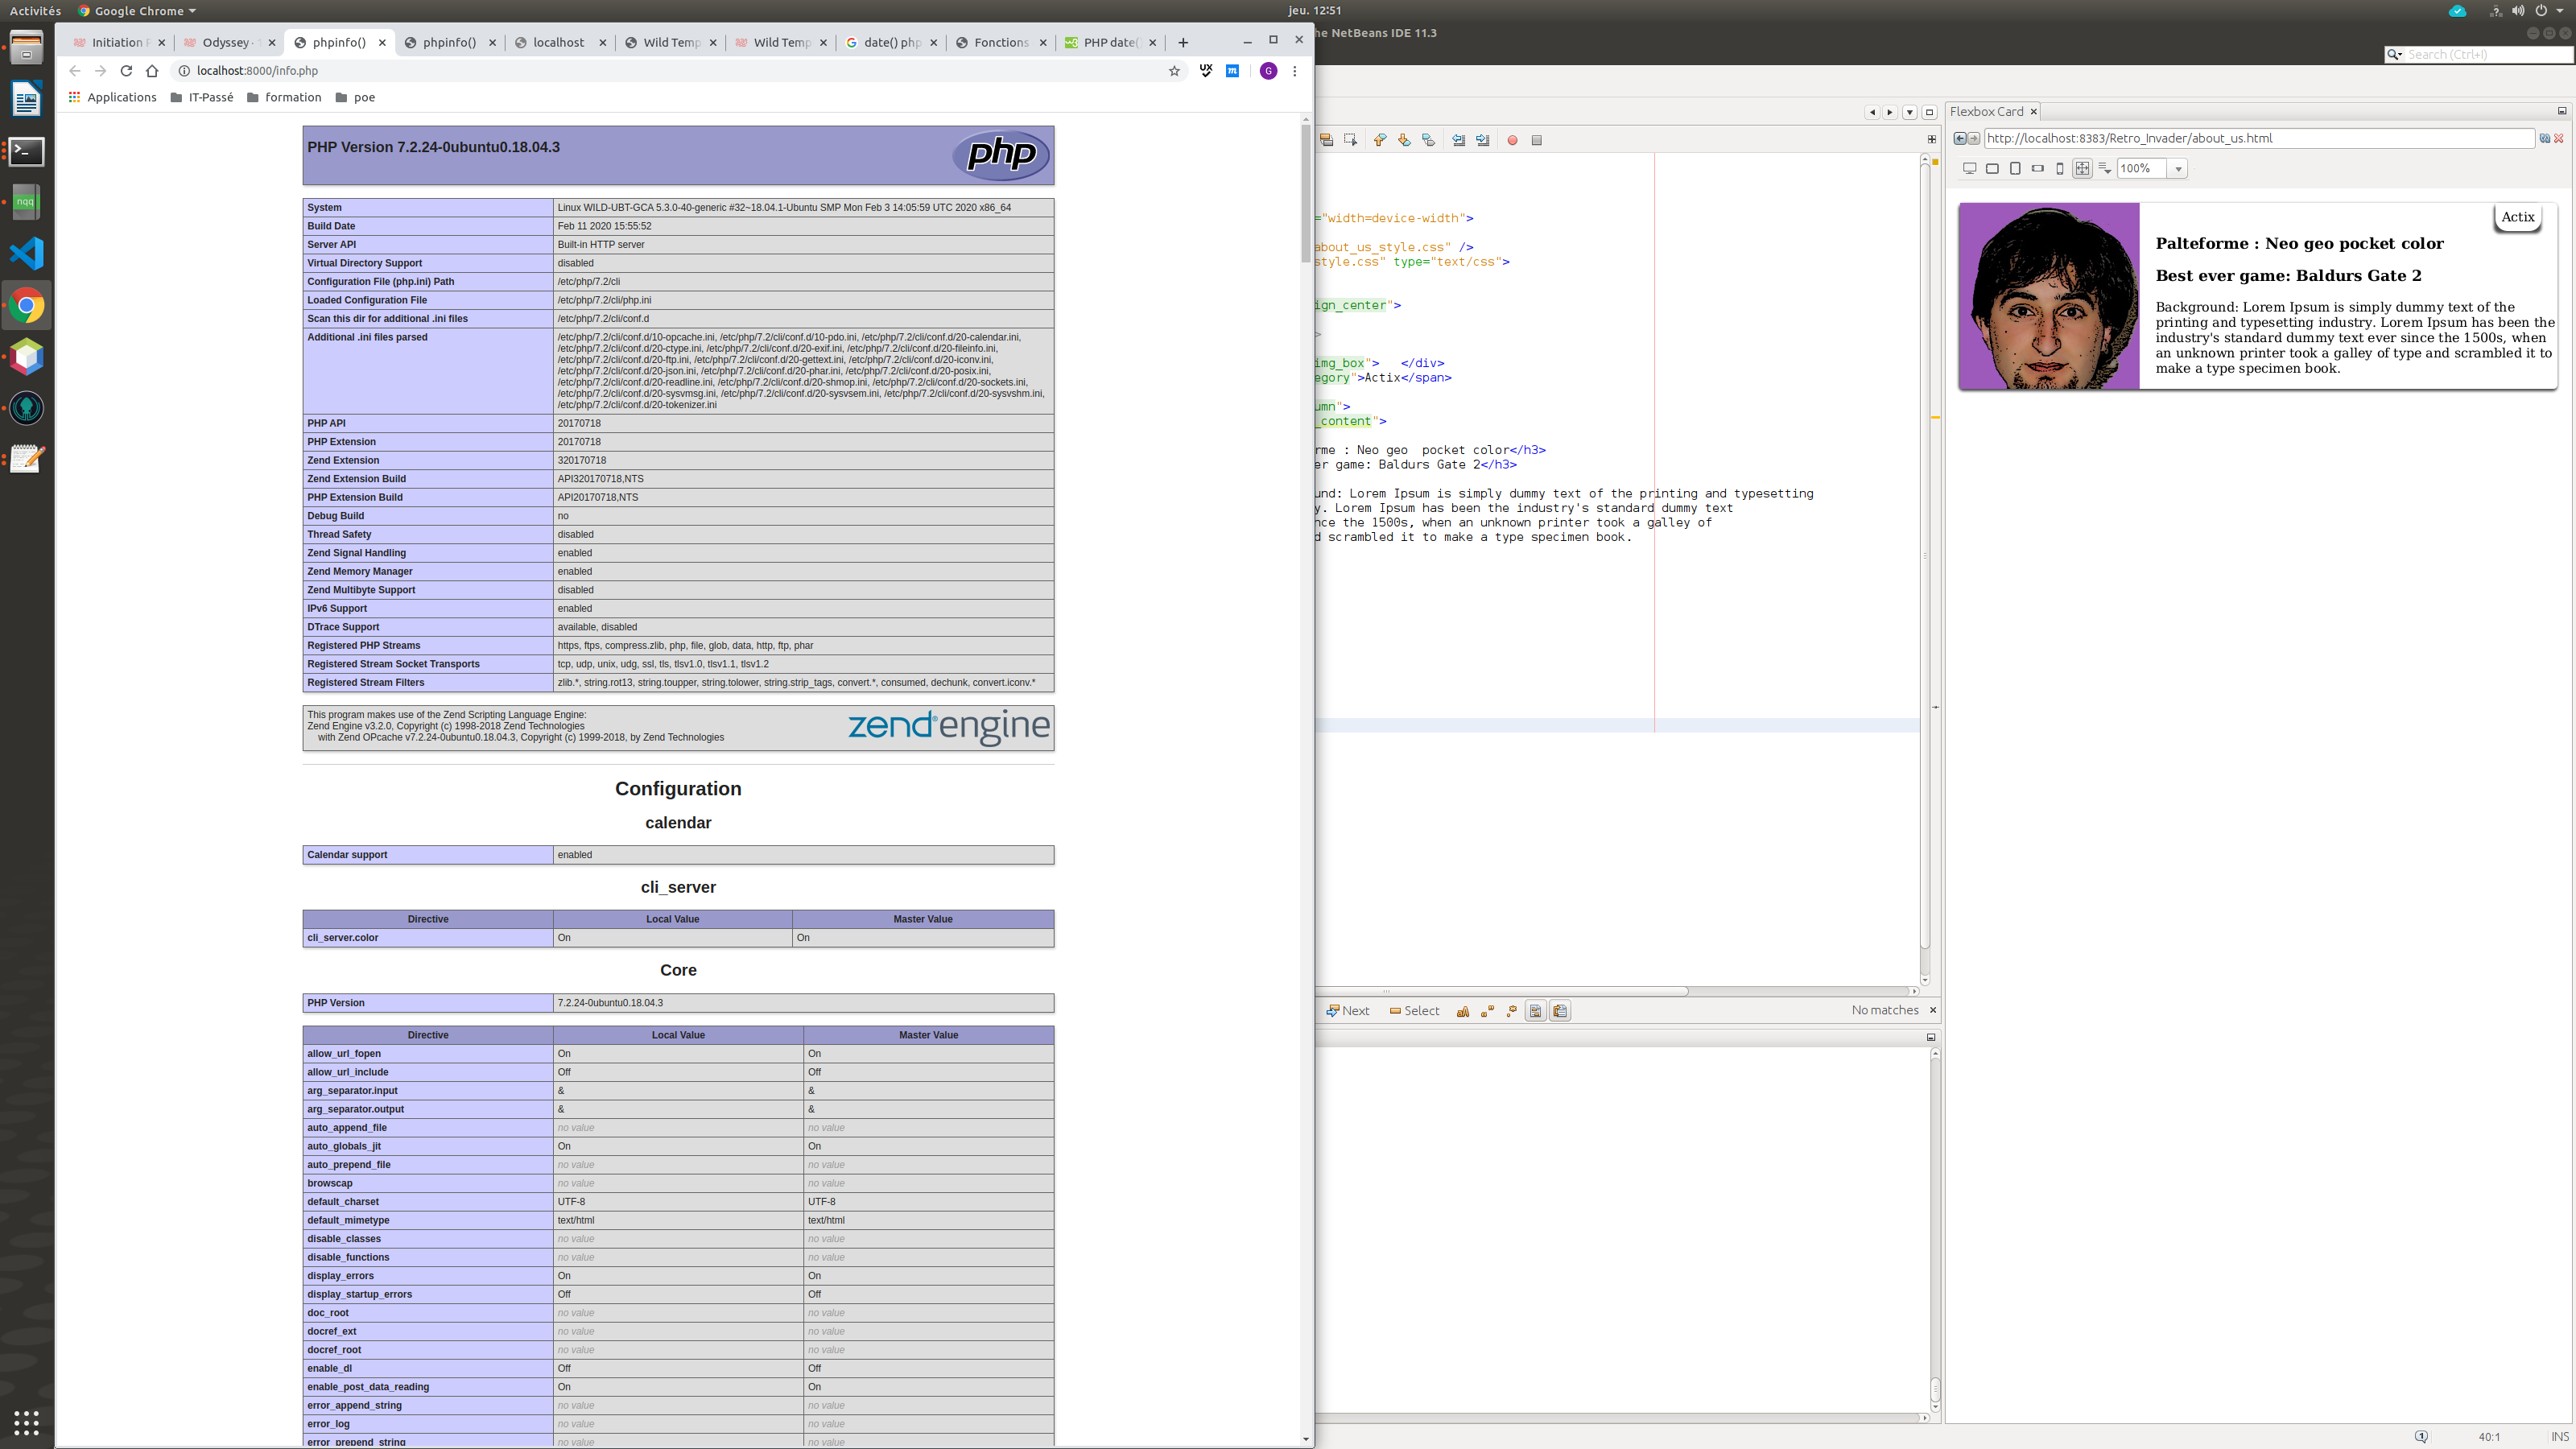 Activités
Google Chrome
jeu. 12:51
Initiation
Odyssey ·
phpinfo()
phpinfo()
localhost
Wild Temp
Wild Temp
date() php
Fonctions
PHP date(
localhost:8000/info.php
UX
m
G
Applications
IT-Passé
formation
poe
PHP Version 7.2.24-0ubuntu0.18.04.3
php
System Linux WILD-UBT-GCA 5.3.0-40-generic #32~18.04.1-Ubuntu SMP Mon Feb 3 14:05:59 UTC 2020 x86_64
Build Date Feb 11 2020 15:55:52
Server API Built-in HTTP server
Virtual Directory Support disabled
Configuration File (php.ini) Path /etc/php/7.2/cli
Loaded Configuration File /etc/php/7.2/cli/php.ini
Scan this dir for additional .ini files /etc/php/7.2/cli/conf.d
Additional .ini files parsed /etc/php/7.2/cli/conf.d/10-opcache.ini, /etc/php/7.2/cli/conf.d/10-pdo.ini, /etc/php/7.2/cli/conf.d/20-calendar.ini,
/etc/php/7.2/cli/conf.d/20-ctype.ini, /etc/php/7.2/cli/conf.d/20-exif.ini, /etc/php/7.2/cli/conf.d/20-fileinfo.ini,
/etc/php/7.2/cli/conf.d/20-ftp.ini, /etc/php/7.2/cli/conf.d/20-gettext.ini, /etc/php/7.2/cli/conf.d/20-iconv.ini,
/etc/php/7.2/cli/conf.d/20-json.ini, /etc/php/7.2/cli/conf.d/20-phar.ini, /etc/php/7.2/cli/conf.d/20-posix.ini,
/etc/php/7.2/cli/conf.d/20-readline.ini, /etc/php/7.2/cli/conf.d/20-shmop.ini, /etc/php/7.2/cli/conf.d/20-sockets.ini,
/etc/php/7.2/cli/conf.d/20-sysvmsg.ini, /etc/php/7.2/cli/conf.d/20-sysvsem.ini, /etc/php/7.2/cli/conf.d/20-sysvshm.ini,
/etc/php/7.2/cli/conf.d/20-tokenizer.ini
PHP API 20170718
PHP Extension 20170718
Zend Extension 320170718
Zend Extension Build API320170718,NTS
PHP Extension Build API20170718,NTS
Debug Build no
Thread Safety disabled
Zend Signal Handling enabled
Zend Memory Manager enabled
Zend Multibyte Support disabled
IPv6 Support enabled
DTrace Support available, disabled
Registered PHP Streams https, ftps, compress.zlib, php, file, glob, data, http, ftp, phar
Registered Stream Socket Transports tcp, udp, unix, udg, ssl, tls, tlsv1.0, tlsv1.1, tlsv1.2
Registered Stream Filters zlib.*, string.rot13, string.toupper, string.tolower, string.strip_tags, convert.*, consumed, dechunk, convert.iconv.*
This program makes use of the Zend Scripting Language Engine:
Zend Engine v3.2.0, Copyright (c) 1998-2018 Zend Technologies
with Zend OPcache v7.2.24-0ubuntu0.18.04.3, Copyright (c) 1999-2018, by Zend Technologies
zend engine
Configuration
calendar
Calendar support enabled
cli_server
Directive Local Value Master Value
cli_server.color On On
Core
PHP Version 7.2.24-0ubuntu0.18.04.3
Directive Local Value Master Value
allow_url_fopen On On
allow_url_include Off Off
arg_separator.input & &
arg_separator.output & &
auto_append_file no value no value
auto_globals_jit On On
auto_prepend_file no value no value
browscap no value no value
default_charset UTF-8 UTF-8
default_mimetype text/html text/html
disable_classes no value no value
disable_functions no value no value
display_errors On On
display_startup_errors Off Off
doc_root no value no value
docref_ext no value no value
docref_root no value no value
enable_dl Off Off
enable_post_data_reading On On
error_append_string no value no value
error_log no value no value
error_prepend_string no value no value
he NetBeans IDE 11.3
Search (Ctrl+I)
="width=device-width">
about_us_style.css" />
style.css" type="text/css">
ign_center">
>
img_box"> </div>
egory">Actix</span>
umn">
_content">
rme : Neo geo pocket color</h3>
er game: Baldurs Gate 2</h3>
und: Lorem Ipsum is simply dummy text of the printing and typesetting
y. Lorem Ipsum has been the industry's standard dummy text
nce the 1500s, when an unknown printer took a galley of
d scrambled it to make a type specimen book.
Next
Select
No matches
Flexbox Card
http://localhost:8383/Retro_Invader/about_us.html
100%
Actix
Palteforme : Neo geo pocket color
Best ever game: Baldurs Gate 2
Background: Lorem Ipsum is simply dummy text of the
printing and typesetting industry. Lorem Ipsum has been the
industry's standard dummy text ever since the 1500s, when
an unknown printer took a galley of type and scrambled it to
make a type specimen book.
nqq
40:1
INS